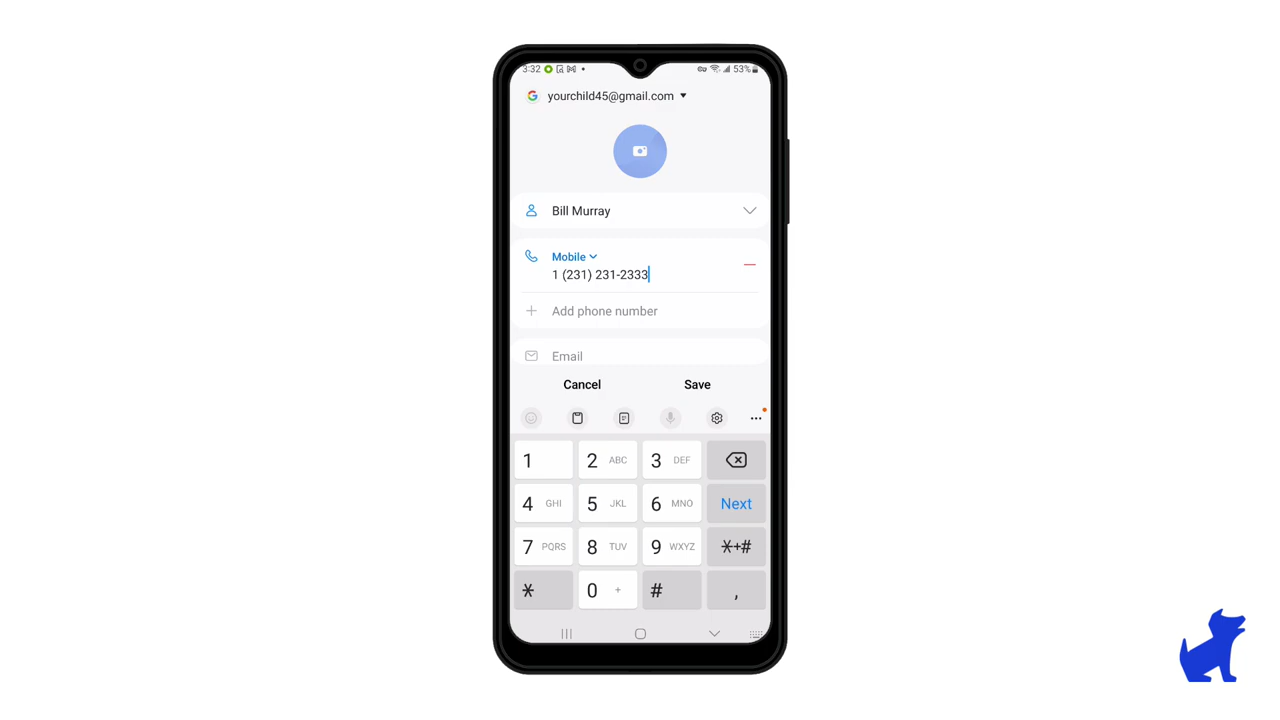 3:32 53%
yourchild45@gmail.com
Bill Murray
Mobile
1 (231) 231-2333
Add phone number
Email
Cancel Save
1 2 ABC 3 DEF
4 GHI 5 JKL 6 MNO Next
7 PQRS 8 TUV 9 WXYZ *+#
* 0 + # ,